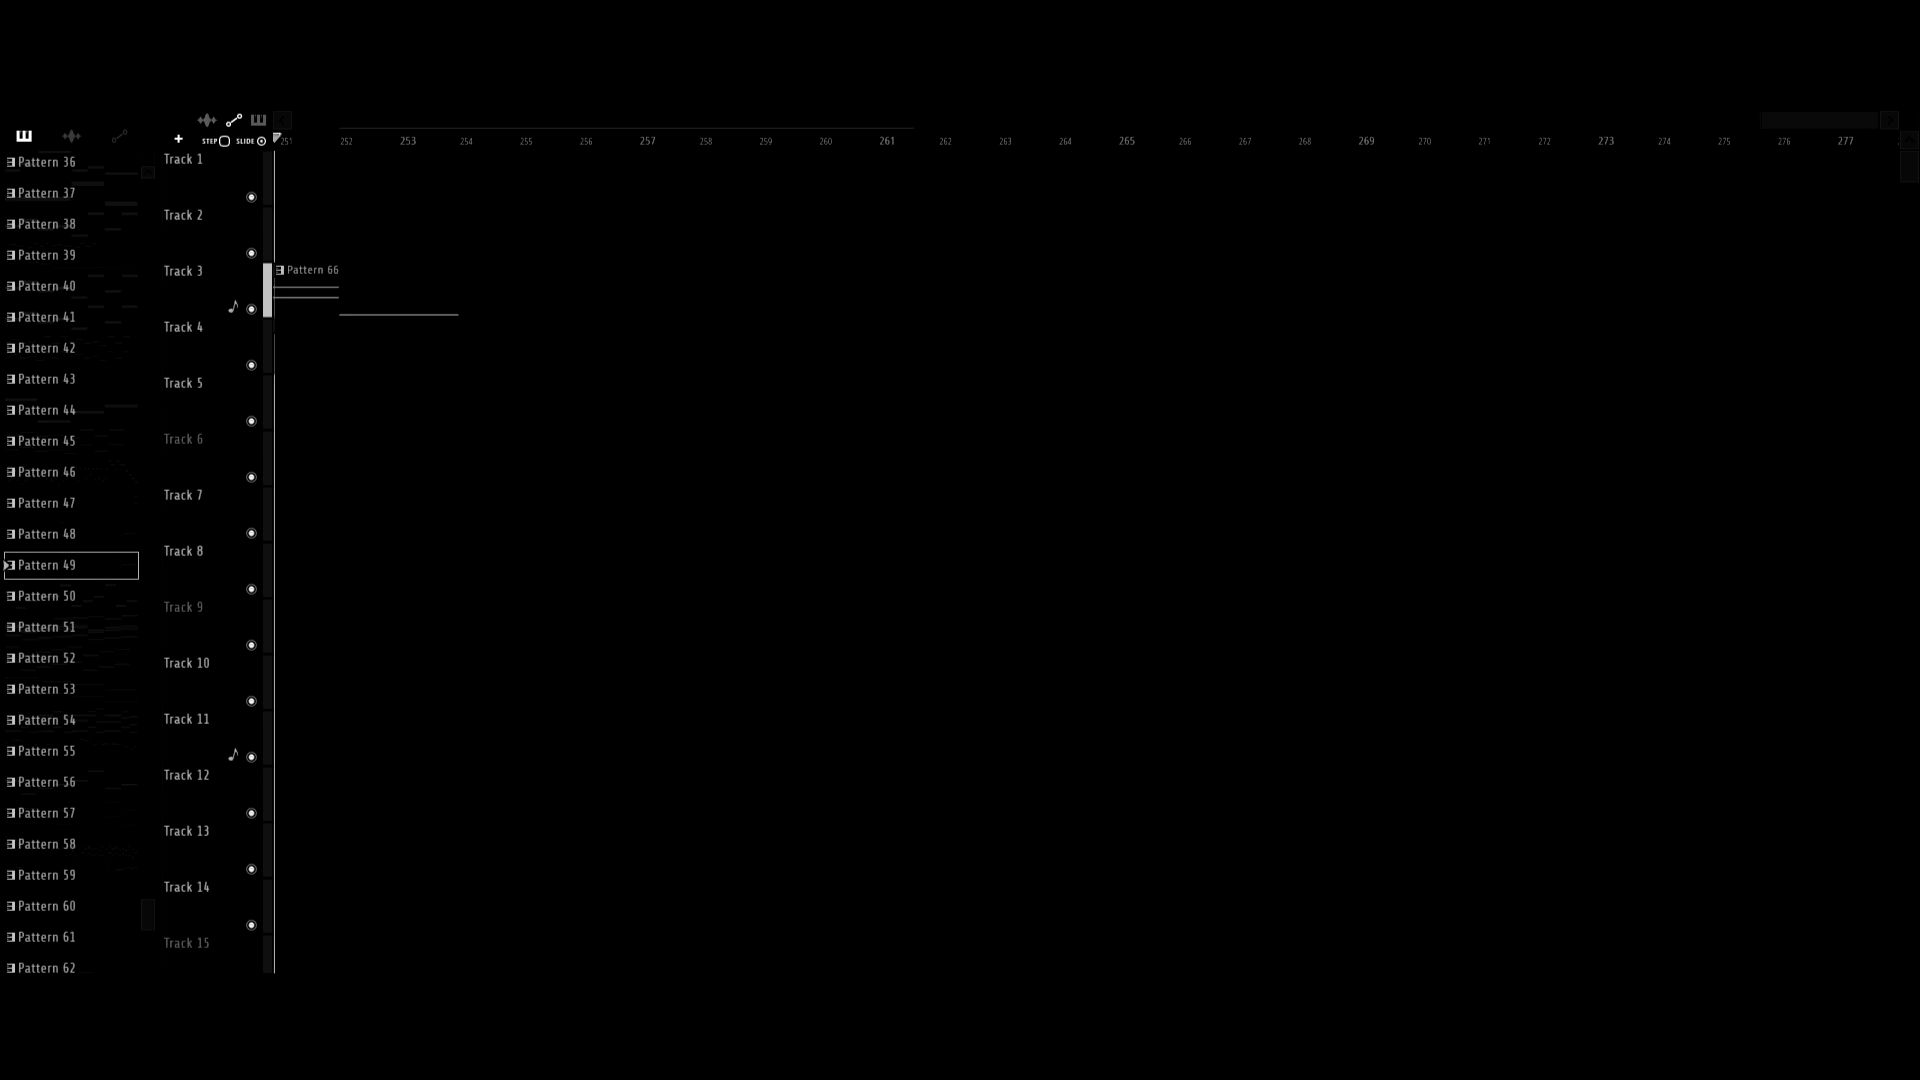 STEP SLIDE
251 252 253 254 255 256 257 258 259 260 261 262 263 264 265 266 267 268 269 270 271 272 273 274 275 276 277
Pattern 36
Pattern 37
Pattern 38
Pattern 39
Pattern 40
Pattern 41
Pattern 42
Pattern 43
Pattern 44
Pattern 45
Pattern 46
Pattern 47
Pattern 48
Pattern 49
Pattern 50
Pattern 51
Pattern 52
Pattern 53
Pattern 54
Pattern 55
Pattern 56
Pattern 57
Pattern 58
Pattern 59
Pattern 60
Pattern 61
Pattern 62
Track 1
Track 2
Track 3
Track 4
Track 5
Track 6
Track 7
Track 8
Track 9
Track 10
Track 11
Track 12
Track 13
Track 14
Track 15
Pattern 66